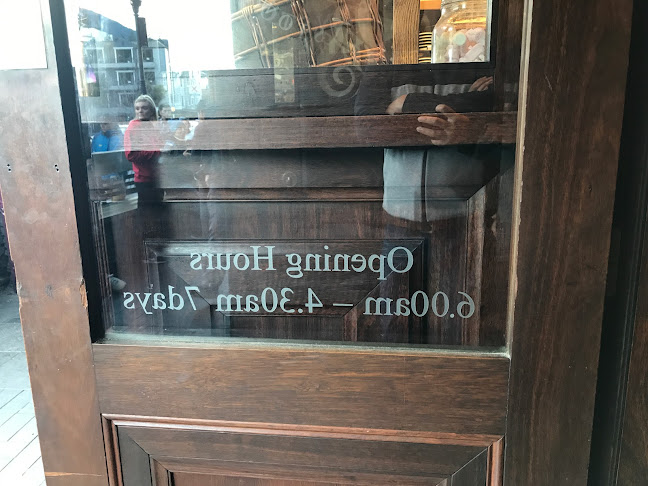 Opening Hours
6.00am – 4.30am 7days